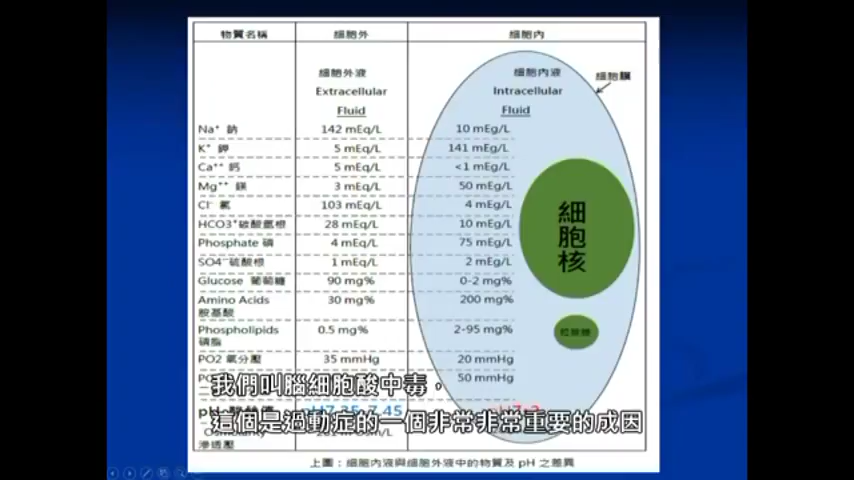 物質名稱 細胞外 細胞內
細胞外液 細胞內液 細胞膜
Extracellular Intracellular
Fluid Fluid
Na⁺ 鈉 142 mEq/L 10 mEg/L
K⁺ 鉀 5 mEq/L 141 mEg/L
Ca⁺⁺ 鈣 5 mEq/L <1 mEg/L
Mg⁺⁺ 鎂 3 mEq/L 50 mEg/L
Cl⁻ 氯 103 mEq/L 4 mEg/L
HCO3⁺碳酸氫根 28 mEq/L 10 mEg/L
Phosphate 磷 4 mEq/L 75 mEg/L
SO4⁻硫酸根 1 mEq/L 2 mEg/L
Glucose 葡萄糖 90 mg% 0-2 mg%
Amino Acids 30 mg% 200 mg%
胺基酸
Phospholipids 0.5 mg% 2-95 mg%
磷脂
PO2 氧分壓 35 mmHg 20 mmHg
50 mmHg
滲透壓
細胞核
我們叫腦細胞酸中毒，
這個是過動症的一個非常非常重要的成因
上圖：細胞內液與細胞外液中的物質及 pH 之差異